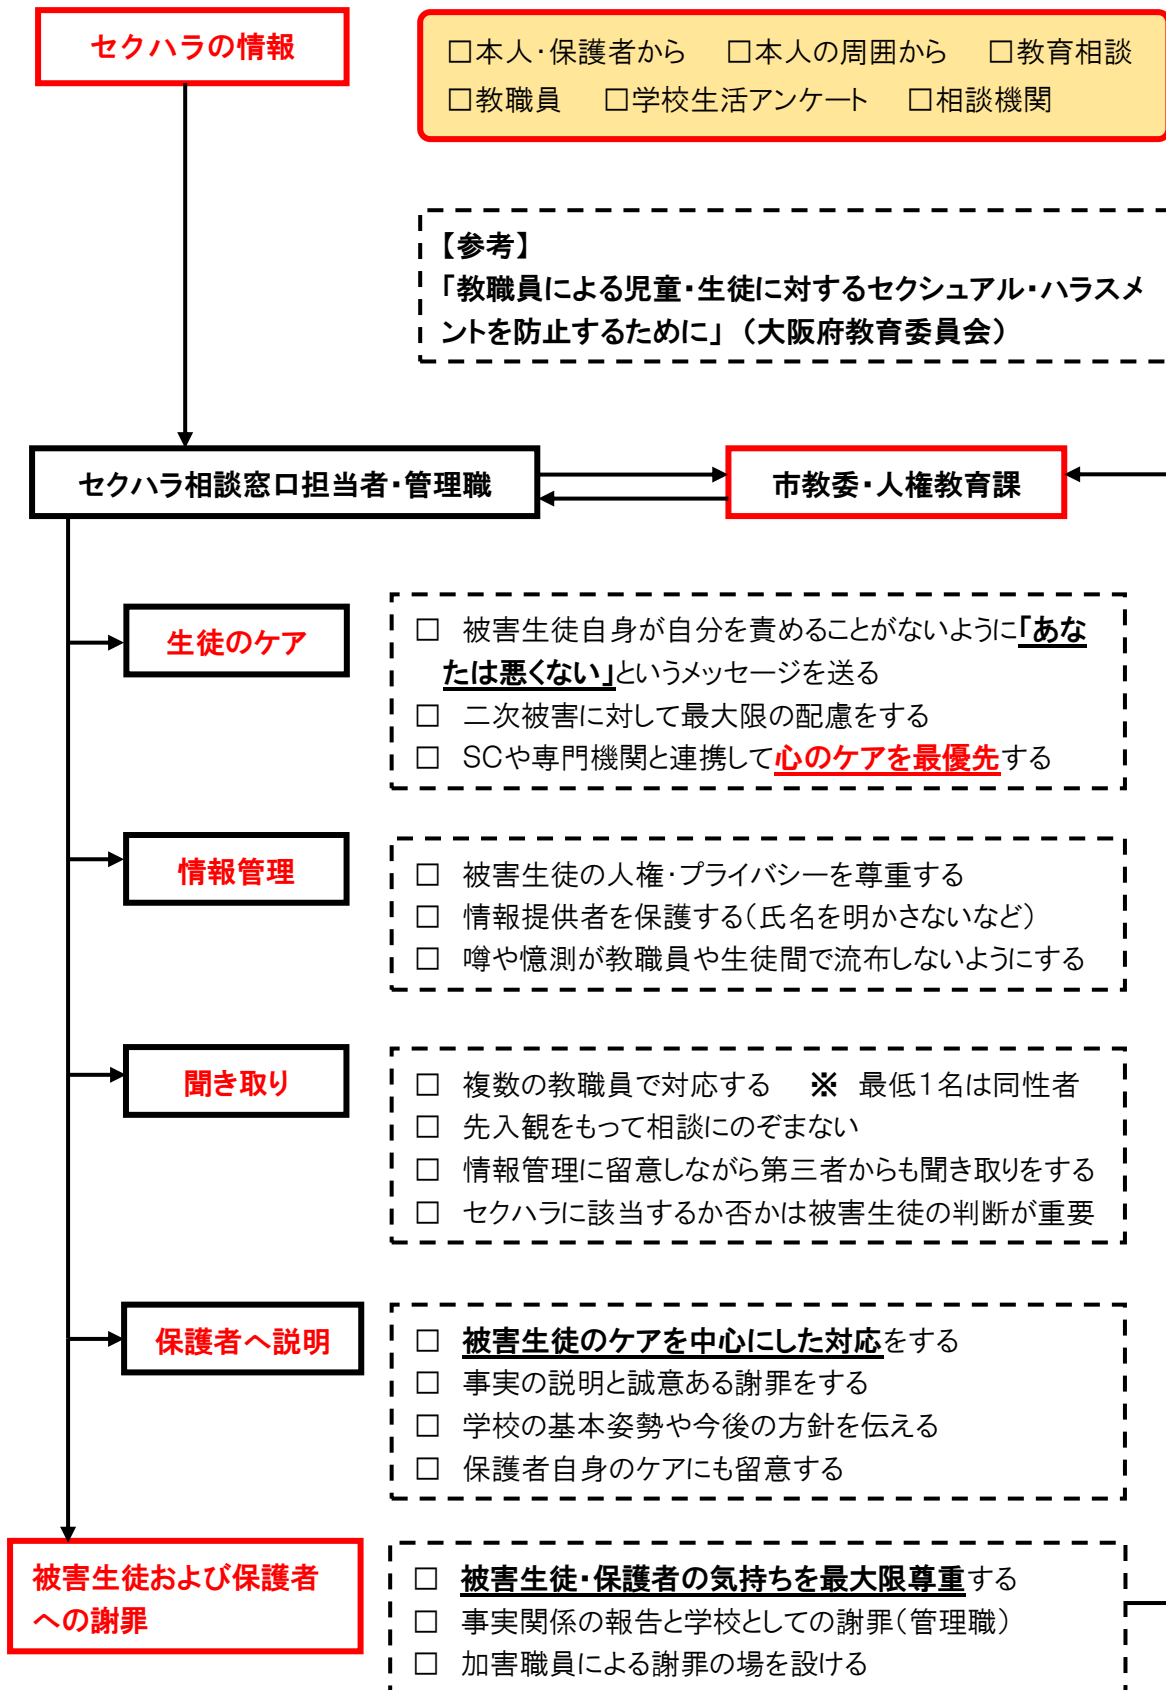 セクハラの情報
□本人・保護者から　□本人の周囲から　□教育相談
□教職員　□学校生活アンケート　□相談機関
【参考】
「教職員による児童・生徒に対するセクシュアル・ハラスメ
ントを防止するために」（大阪府教育委員会）
セクハラ相談窓口担当者・管理職
市教委・人権教育課
生徒のケア
□　被害生徒自身が自分を責めることがないように「あな
たは悪くない」というメッセージを送る
□　二次被害に対して最大限の配慮をする
□　SCや専門機関と連携して心のケアを最優先する
情報管理
□　被害生徒の人権・プライバシーを尊重する
□　情報提供者を保護する（氏名を明かさないなど）
□　噂や憶測が教職員や生徒間で流布しないようにする
聞き取り
□　複数の教職員で対応する　※　最低１名は同性者
□　先入観をもって相談にのぞまない
□　情報管理に留意しながら第三者からも聞き取りをする
□　セクハラに該当するか否かは被害生徒の判断が重要
保護者へ説明
□　被害生徒のケアを中心にした対応をする
□　事実の説明と誠意ある謝罪をする
□　学校の基本姿勢や今後の方針を伝える
□　保護者自身のケアにも留意する
被害生徒および保護者
への謝罪
□　被害生徒・保護者の気持ちを最大限尊重する
□　事実関係の報告と学校としての謝罪（管理職）
□　加害職員による謝罪の場を設ける